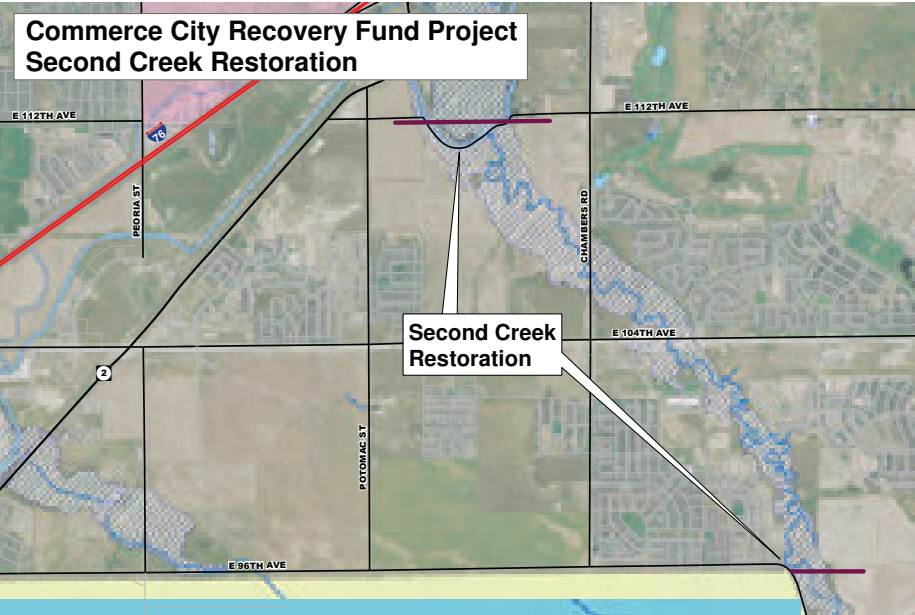 Commerce City Recovery Fund Project
Second Creek Restoration
E 112TH AVE
E 112TH AVE
76
PEORIA ST
CHAMBERS RD
Second Creek
Restoration
E 104TH AVE
2
POTOMAC ST
E 96TH AVE